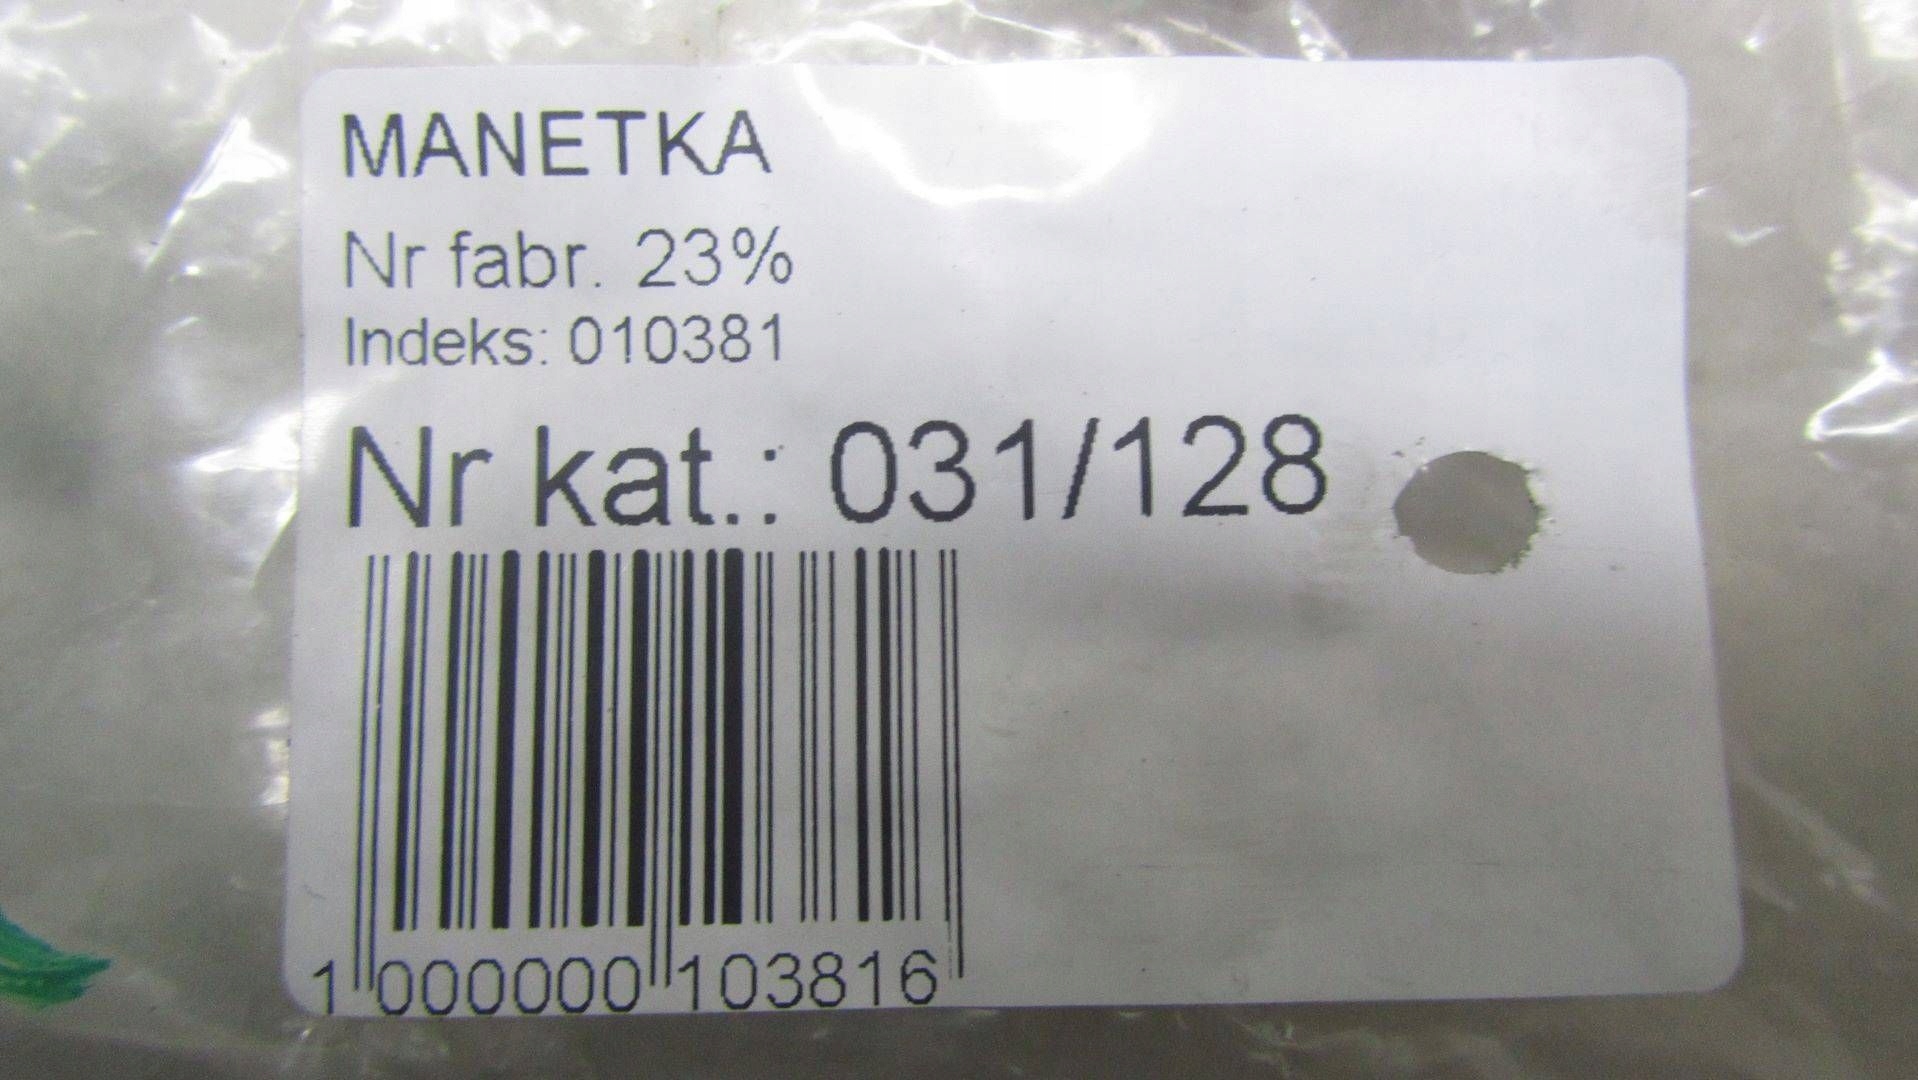 MANETKA
Nr fabr. 23%
Indeks: 010381
Nr kat.: 031/128
1 000000 103816